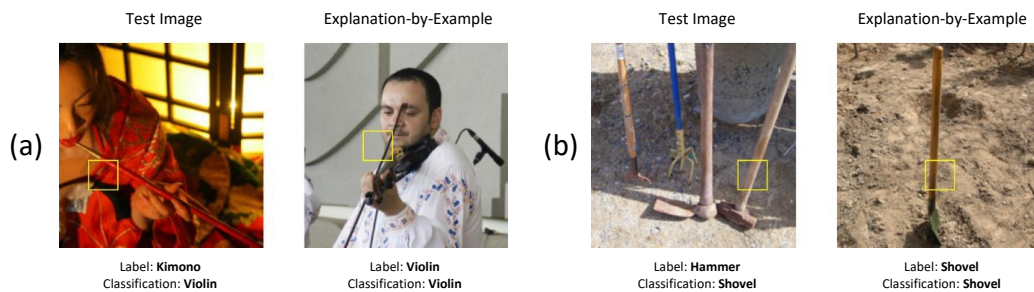 Test Image
Explanation-by-Example
Test Image
Explanation-by-Example
(a)
(b)
Label: Kimono
Classification: Violin
Label: Violin
Classification: Violin
Label: Hammer
Classification: Shovel
Label: Shovel
Classification: Shovel